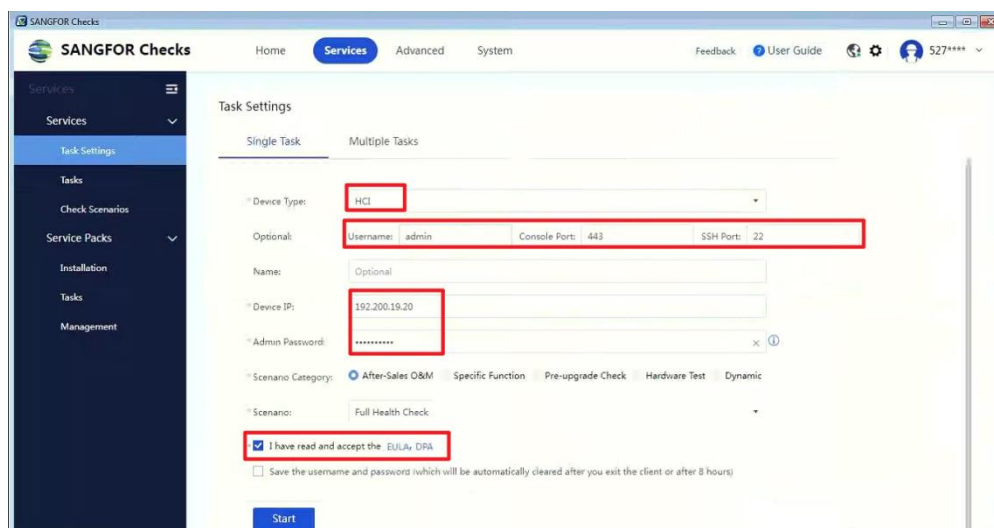 SANGFOR Checks
SANGFOR Checks Home Services Advanced System Feedback User Guide 527****
Services
Services
Task Settings
Tasks
Check Scenarios
Service Packs
Installation
Tasks
Management
Task Settings
Single Task Multiple Tasks
* Device Type: HCI
Optional: Username: admin Console Port: 443 SSH Port: 22
Name: Optional
* Device IP: 192.200.19.20
* Admin Password: ••••••••••
* Scenario Category: After-Sales O&M Specific Function Pre-upgrade Check Hardware Test Dynamic
* Scenario: Full Health Check
* I have read and accept the EULA, DPA
Save the username and password (which will be automatically cleared after you exit the client or after 8 hours)
Start